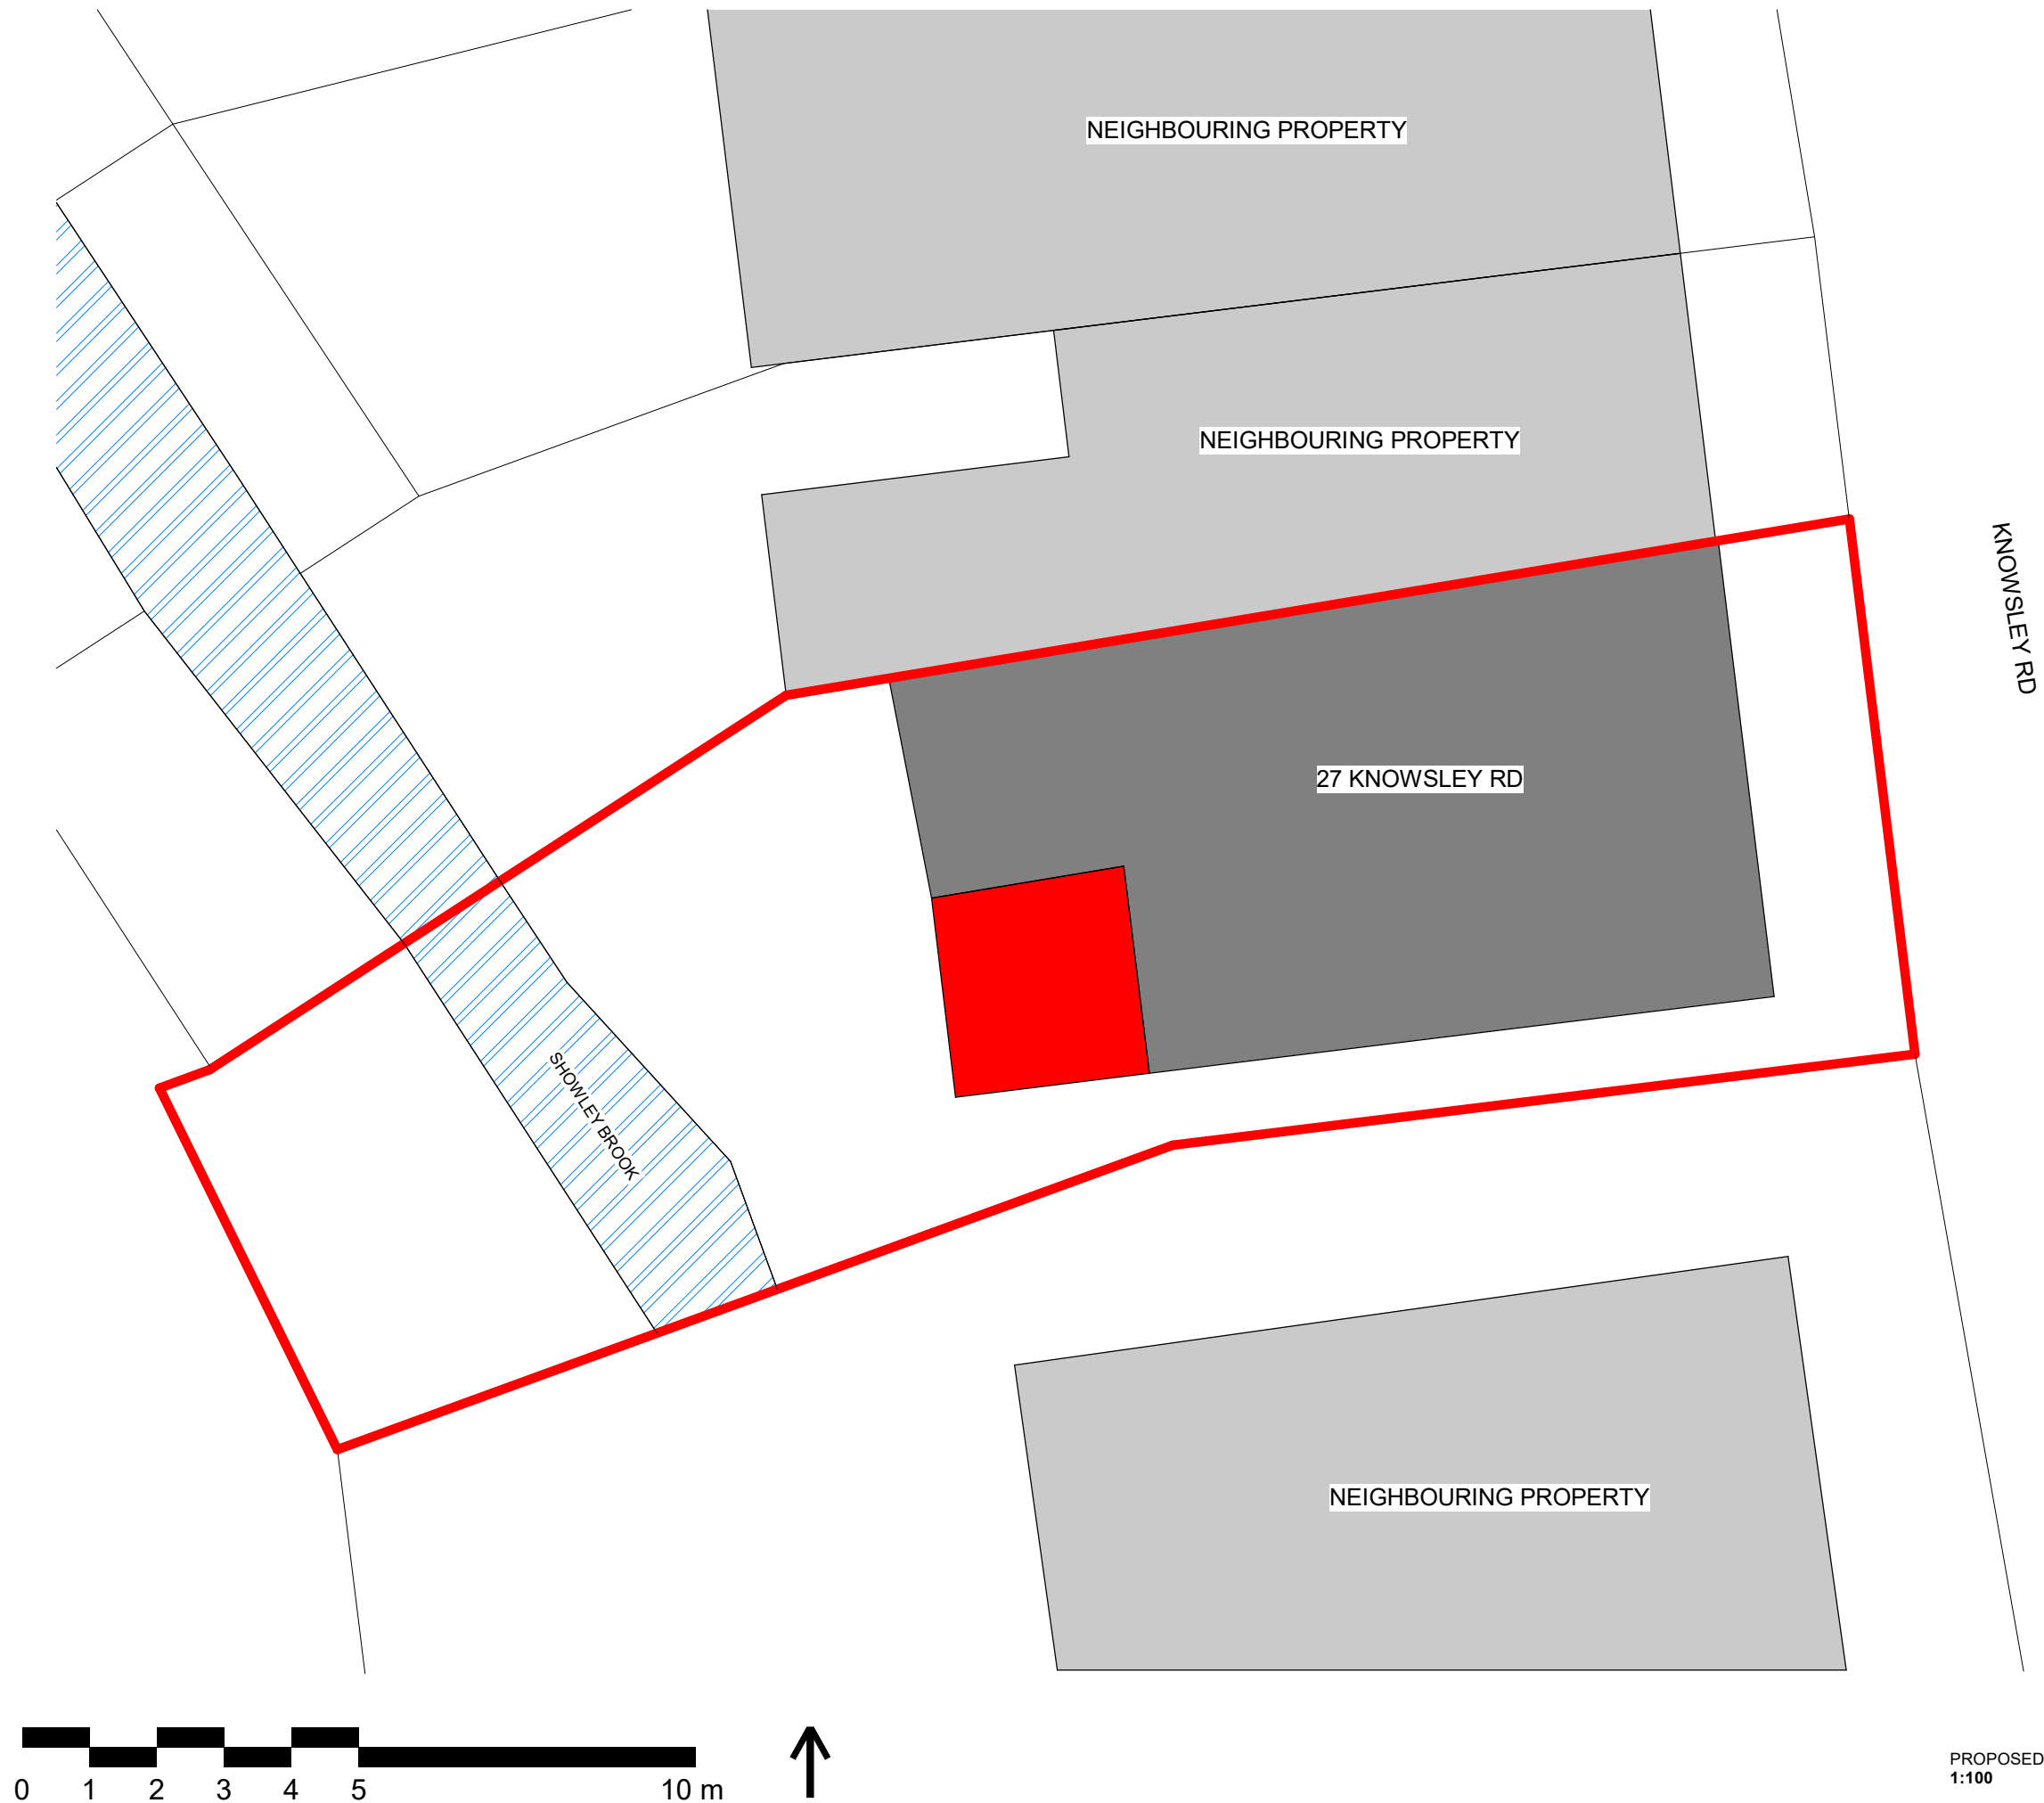 NEIGHBOURING PROPERTY
NEIGHBOURING PROPERTY
KNOWSLEY RD
27 KNOWSLEY RD
SHOWLEY BROOK
NEIGHBOURING PROPERTY
0 1 2 3 4 5 10 m
PROPOSED
1:100